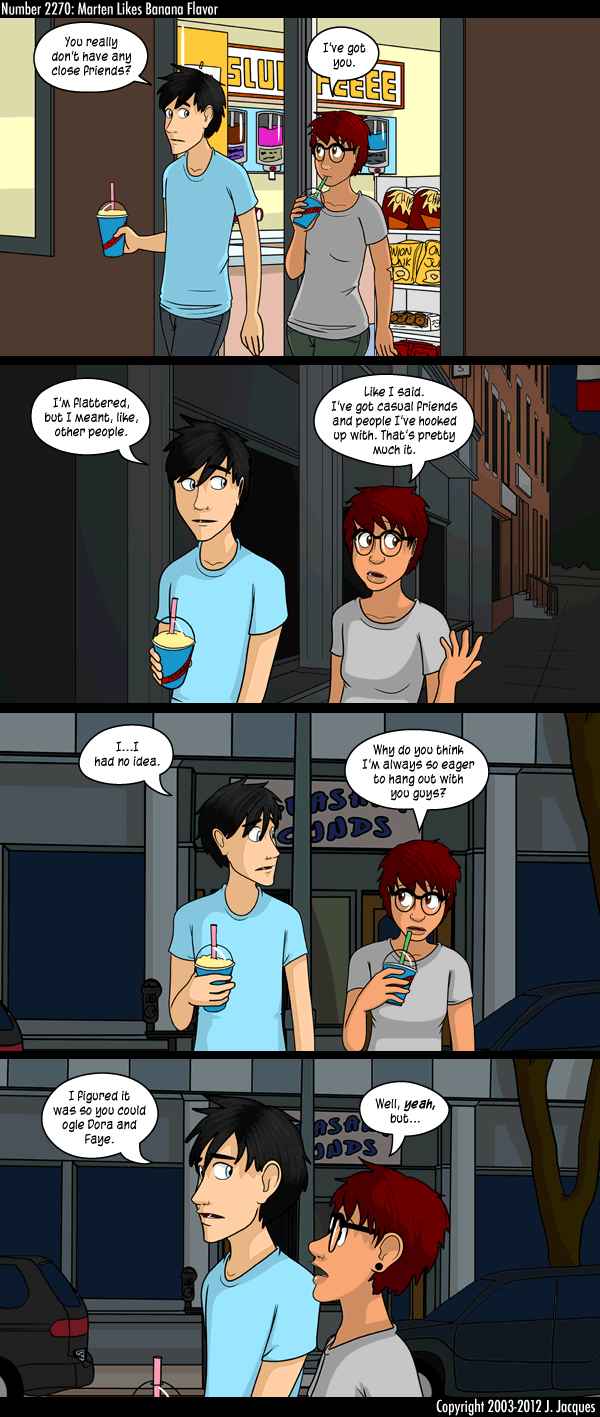 Number 2270: Marten Likes Banana Flavor
You really
don't have any
close friends?
I've got
you.
CHIP
I'm flattered,
but I meant, like,
other people.
Like I said.
I've got casual friends
and people I've hooked
up with. That's pretty
much it.
S
I...I
had no idea.
Why do you think
I'm always so eager
to hang out with
you guys?
I figured it
was so you could
ogle Dora and
Faye.
Well, yeah,
but...
Copyright 2003-2012 J. Jacques